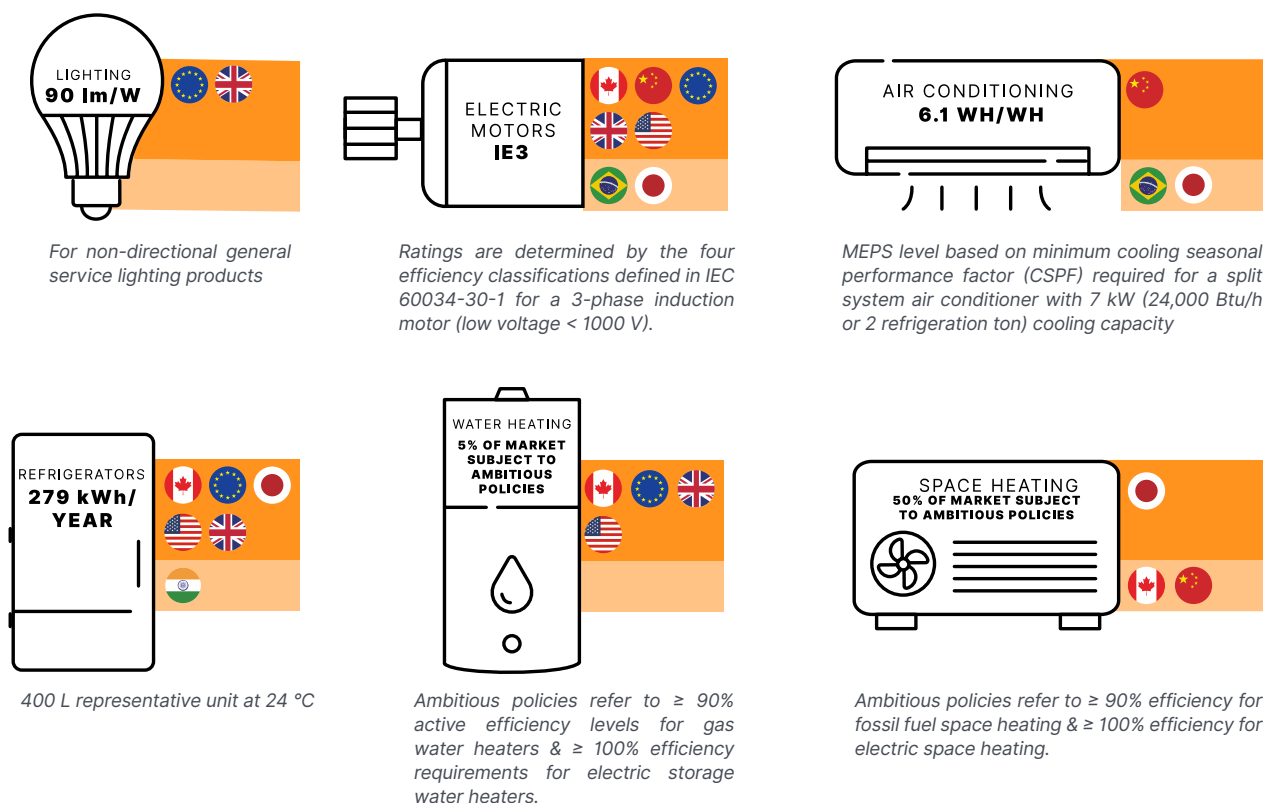 LIGHTING
90 lm/W
For non-directional general
service lighting products
ELECTRIC
MOTORS
IE3
Ratings are determined by the four
efficiency classifications defined in IEC
60034-30-1 for a 3-phase induction
motor (low voltage < 1000 V).
AIR CONDITIONING
6.1 WH/WH
MEPS level based on minimum cooling seasonal
performance factor (CSPF) required for a split
system air conditioner with 7 kW (24,000 Btu/h
or 2 refrigeration ton) cooling capacity
REFRIGERATORS
279 kWh/
YEAR
400 L representative unit at 24 °C
WATER HEATING
5% OF MARKET
SUBJECT TO
AMBITIOUS
POLICIES
Ambitious policies refer to ≥ 90%
active efficiency levels for gas
water heaters & ≥ 100% efficiency
requirements for electric storage
water heaters.
SPACE HEATING
50% OF MARKET SUBJECT
TO AMBITIOUS POLICIES
Ambitious policies refer to ≥ 90% efficiency for
fossil fuel space heating & ≥ 100% efficiency for
electric space heating.